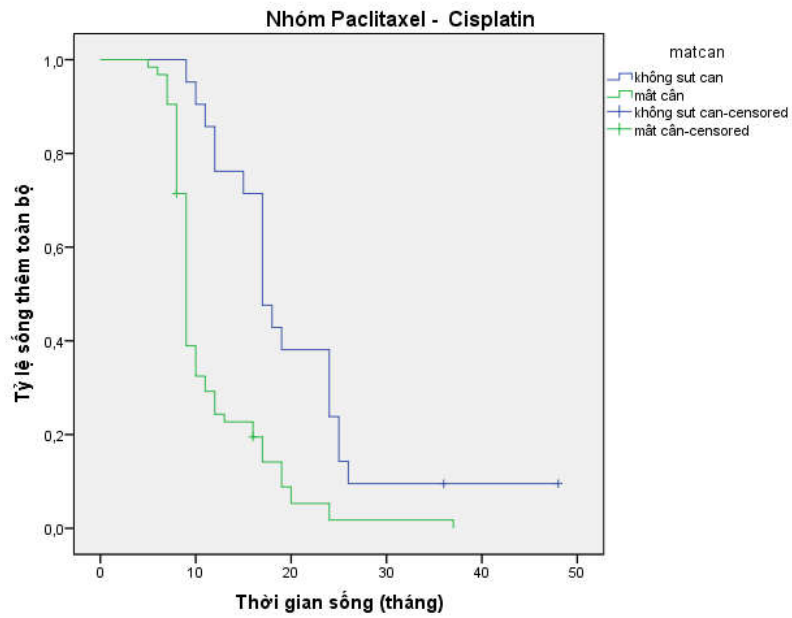 Nhóm Paclitaxel - Cisplatin
matcan
không sut can
mât cân
không sut can-censored
mât cân-censored
Tỷ lệ sống thêm toàn bộ
1,0
0,8
0,6
0,4
0,2
0,0
0
10
20
30
40
50
Thời gian sống (tháng)